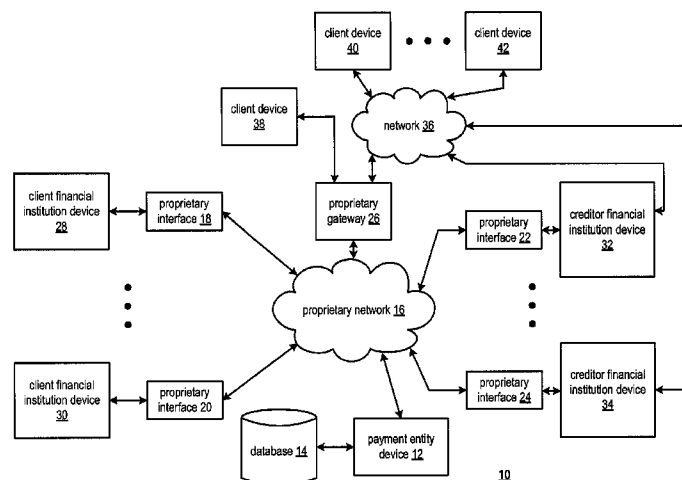 client device
40
client device
42
client device
38
network 36
client financial
institution device
28
proprietary
interface 18
proprietary
gateway 26
proprietary
interface 22
creditor financial
institution device
32
proprietary network 16
client financial
institution device
30
proprietary
interface 20
proprietary
interface 24
creditor financial
institution device
34
database 14
payment entity
device 12
10